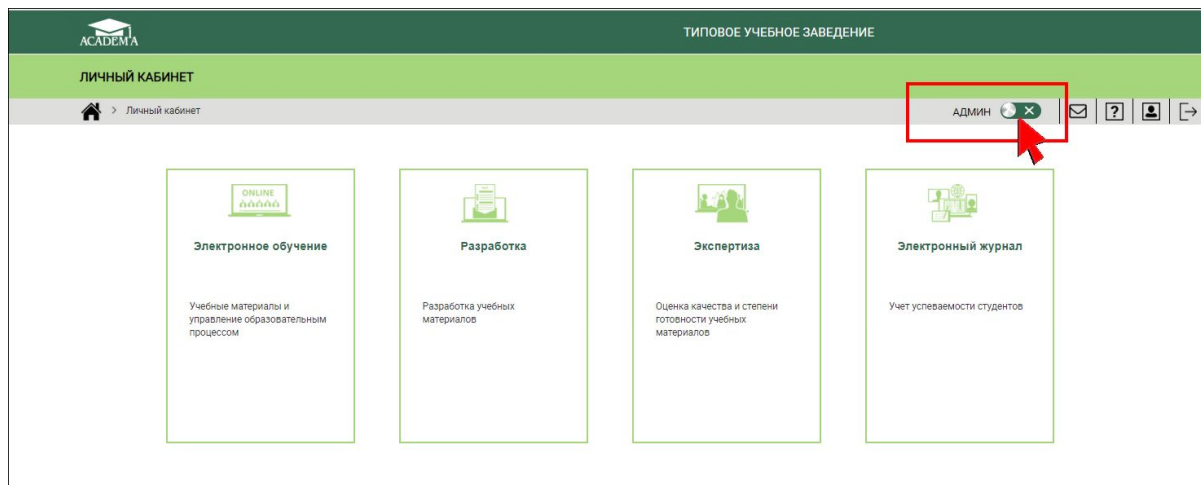 ACADEM'A
ТИПОВОЕ УЧЕБНОЕ ЗАВЕДЕНИЕ
ЛИЧНЫЙ КАБИНЕТ
> Личный кабинет
АДМИН
ONLINE
Электронное обучение
Учебные материалы и
управление образовательным
процессом
Разработка
Разработка учебных
материалов
Экспертиза
Оценка качества и степени
готовности учебных
материалов
Электронный журнал
Учет успеваемости студентов